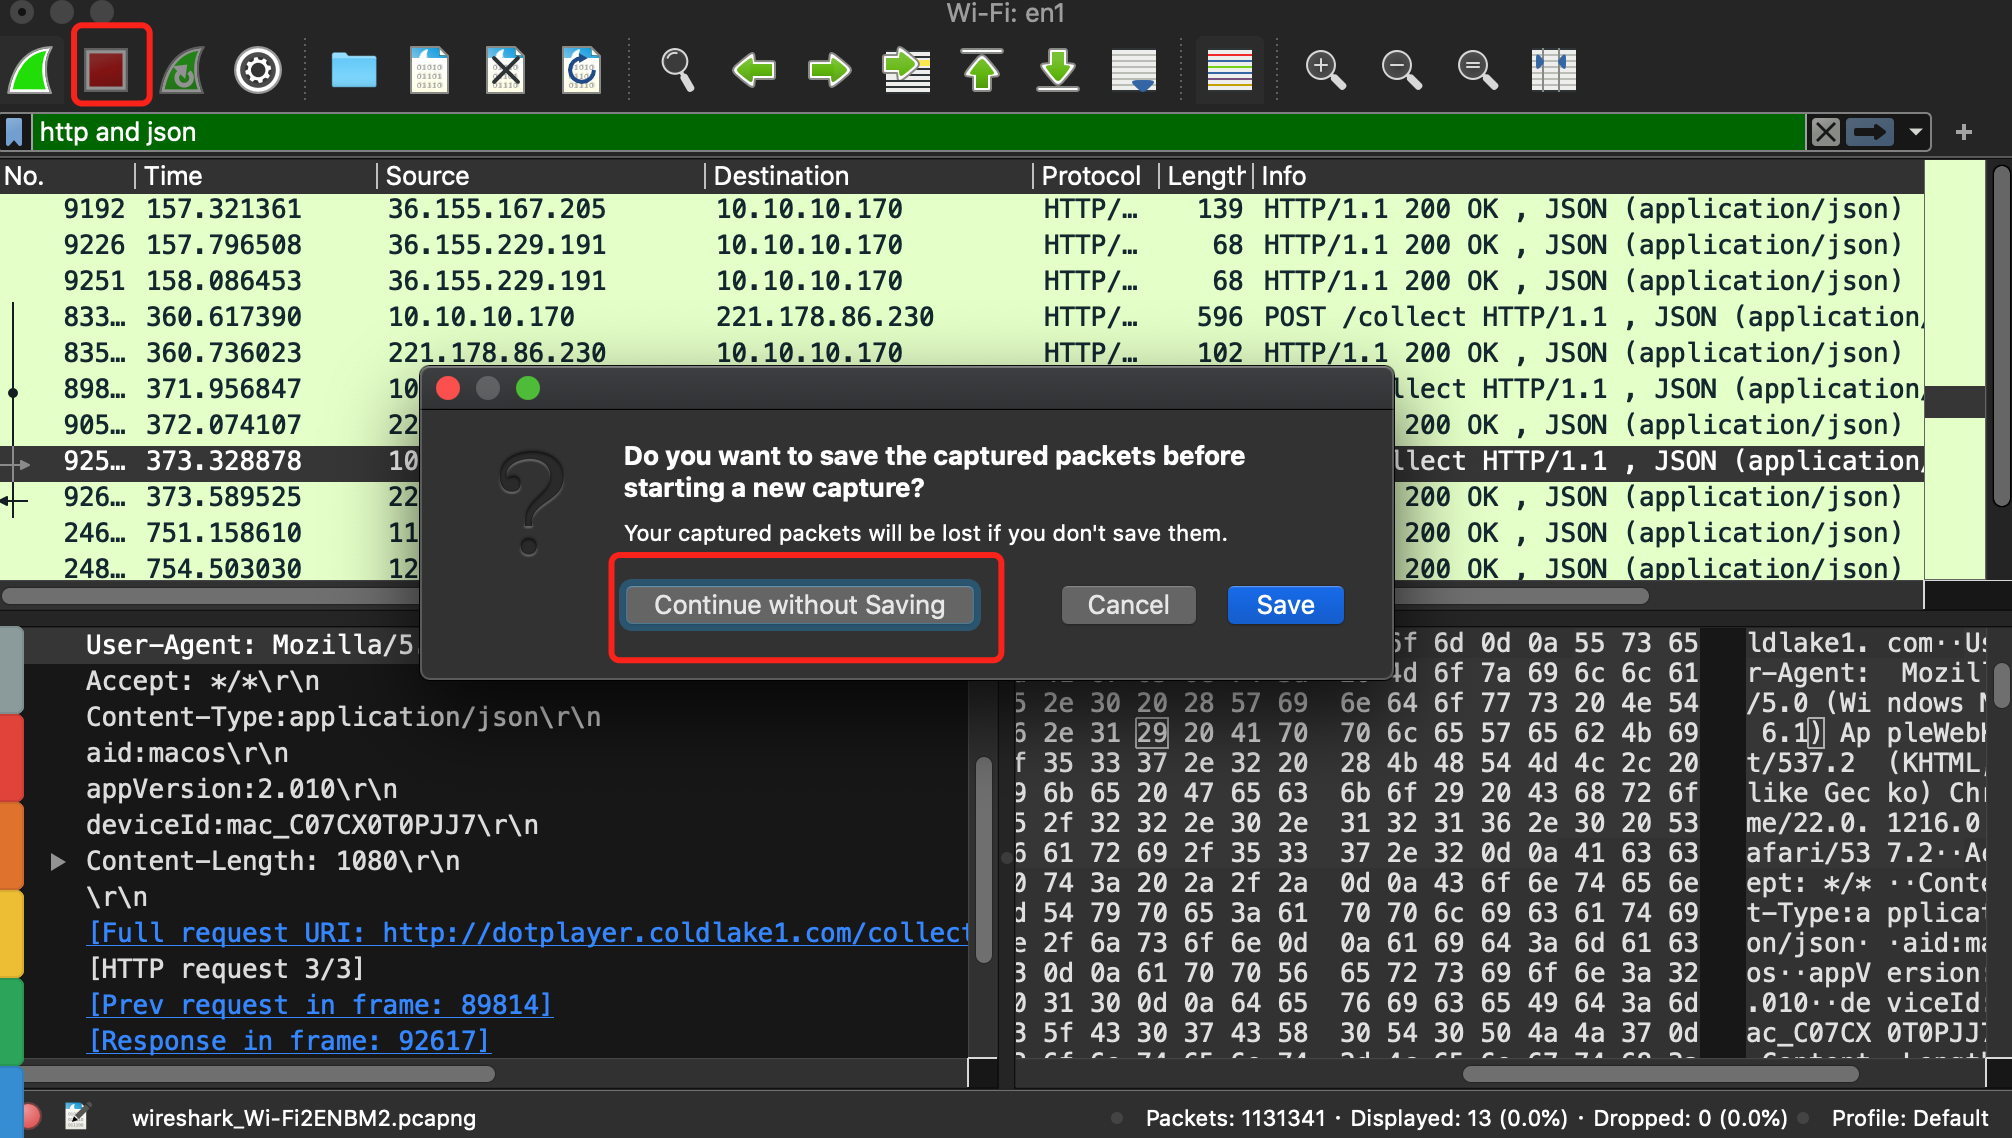 Wi-Fi: en1
http and json
No. Time Source Destination Protocol Length Info
9192 157.321361 36.155.167.205 10.10.10.170 HTTP/… 139 HTTP/1.1 200 OK , JSON (application/json)
9226 157.796508 36.155.229.191 10.10.10.170 HTTP/… 68 HTTP/1.1 200 OK , JSON (application/json)
9251 158.086453 36.155.229.191 10.10.10.170 HTTP/… 68 HTTP/1.1 200 OK , JSON (application/json)
833… 360.617390 10.10.10.170 221.178.86.230 HTTP/… 596 POST /collect HTTP/1.1 , JSON (application/
835… 360.736023 221.178.86.230 10.10.10.170 HTTP/… 102 HTTP/1.1 200 OK , JSON (application/json)
898… 371.956847 10 llect HTTP/1.1 , JSON (application/
905… 372.074107 22 200 OK , JSON (application/json)
925… 373.328878 10 llect HTTP/1.1 , JSON (application/
926… 373.589525 22 200 OK , JSON (application/json)
246… 751.158610 11 200 OK , JSON (application/json)
248… 754.503030 12 200 OK , JSON (application/json)
Do you want to save the captured packets before
starting a new capture?
Your captured packets will be lost if you don't save them.
Continue without Saving Cancel Save
User-Agent: Mozilla/5.
Accept: */*\r\n
Content-Type:application/json\r\n
aid:macos\r\n
appVersion:2.010\r\n
deviceId:mac_C07CX0T0PJJ7\r\n
Content-Length: 1080\r\n
\r\n
[Full request URI: http://dotplayer.coldlake1.com/collect
[HTTP request 3/3]
[Prev request in frame: 89814]
[Response in frame: 92617]
6f 6d 0d 0a 55 73 65 ldlake1. com··Us
4d 6f 7a 69 6c 6c 61 r-Agent: Mozill
2e 30 20 28 57 69 6e 64 6f 77 73 20 4e 54 /5.0 (Wi ndows N
2e 31 29 20 41 70 70 6c 65 57 65 62 4b 69 6.1) Ap pleWebK
35 33 37 2e 32 20 28 4b 48 54 4d 4c 2c 20 t/537.2 (KHTML,
6b 65 20 47 65 63 6b 6f 29 20 43 68 72 6f like Gec ko) Chr
2f 32 32 2e 30 2e 31 32 31 36 2e 30 20 53 me/22.0. 1216.0
61 72 69 2f 35 33 37 2e 32 0d 0a 41 63 63 afari/53 7.2··Ac
74 3a 20 2a 2f 2a 0d 0a 43 6f 6e 74 65 6e ept: */* ··Conte
54 79 70 65 3a 61 70 70 6c 69 63 61 74 69 t-Type:a pplicat
2f 6a 73 6f 6e 0d 0a 61 69 64 3a 6d 61 63 on/json· ·aid:ma
0d 0a 61 70 70 56 65 72 73 69 6f 6e 3a 32 os··appV ersion:
31 30 0d 0a 64 65 76 69 63 65 49 64 3a 6d .010··de viceId:
5f 43 30 37 43 58 30 54 30 50 4a 4a 37 0d ac_C07CX 0T0PJJ7
wireshark_Wi-Fi2ENBM2.pcapng Packets: 1131341 · Displayed: 13 (0.0%) · Dropped: 0 (0.0%) Profile: Default